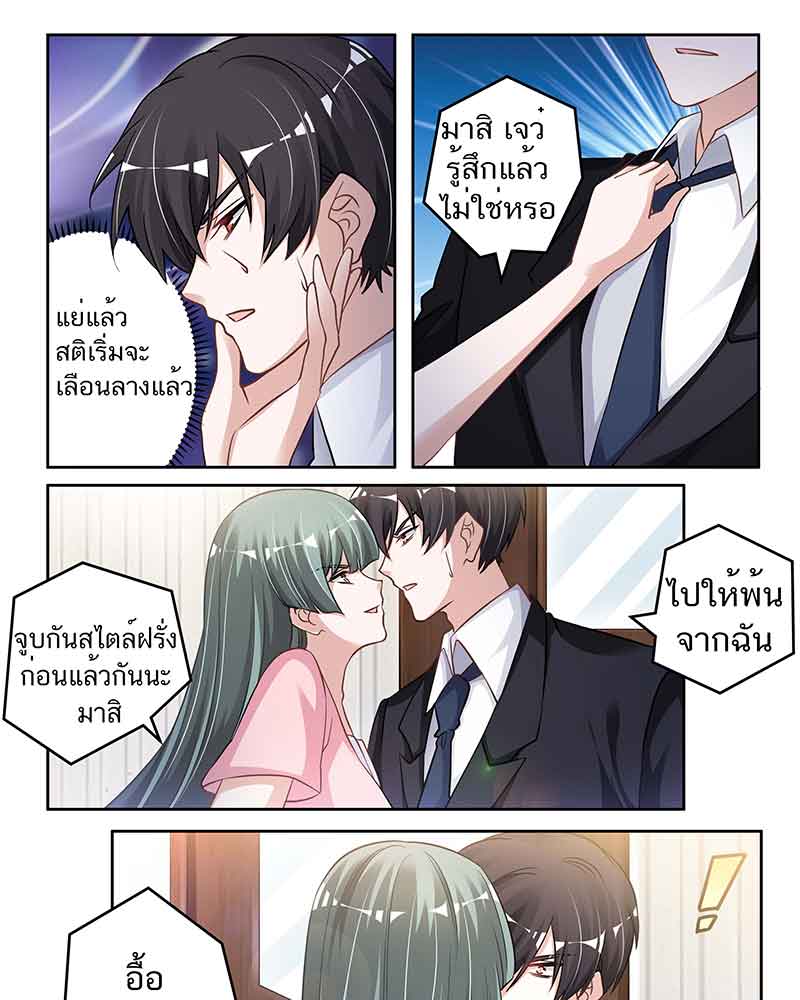 แย่แล้ว
สติเริ่มจะ
เลือนลางแล้ว
มาสิ เจว๋
รู้สึกแล้ว
ไม่ใช่หรอ
จูบกันสไตล์ฝรั่ง
ก่อนแล้วกันนะ
มาสิ
ไปให้พ้น
จากฉัน
อื้อ